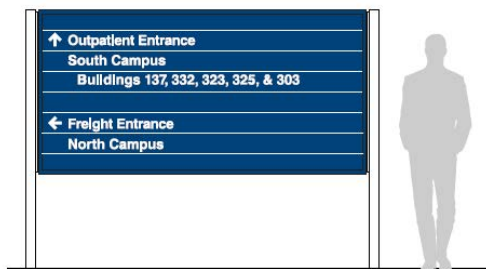 ↑ Outpatient Entrance
South Campus
Buildings 137, 332, 323, 325, & 303
← Freight Entrance
North Campus